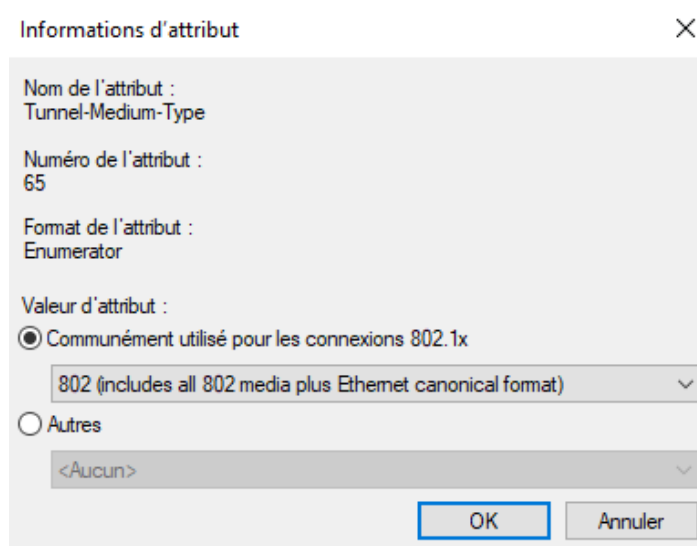 Informations d'attribut
Nom de l'attribut :
Tunnel-Medium-Type
Numéro de l'attribut :
65
Format de l'attribut :
Enumerator
Valeur d'attribut :
Communément utilisé pour les connexions 802.1x
802 (includes all 802 media plus Ethernet canonical format)
Autres
<Aucun>
OK Annuler